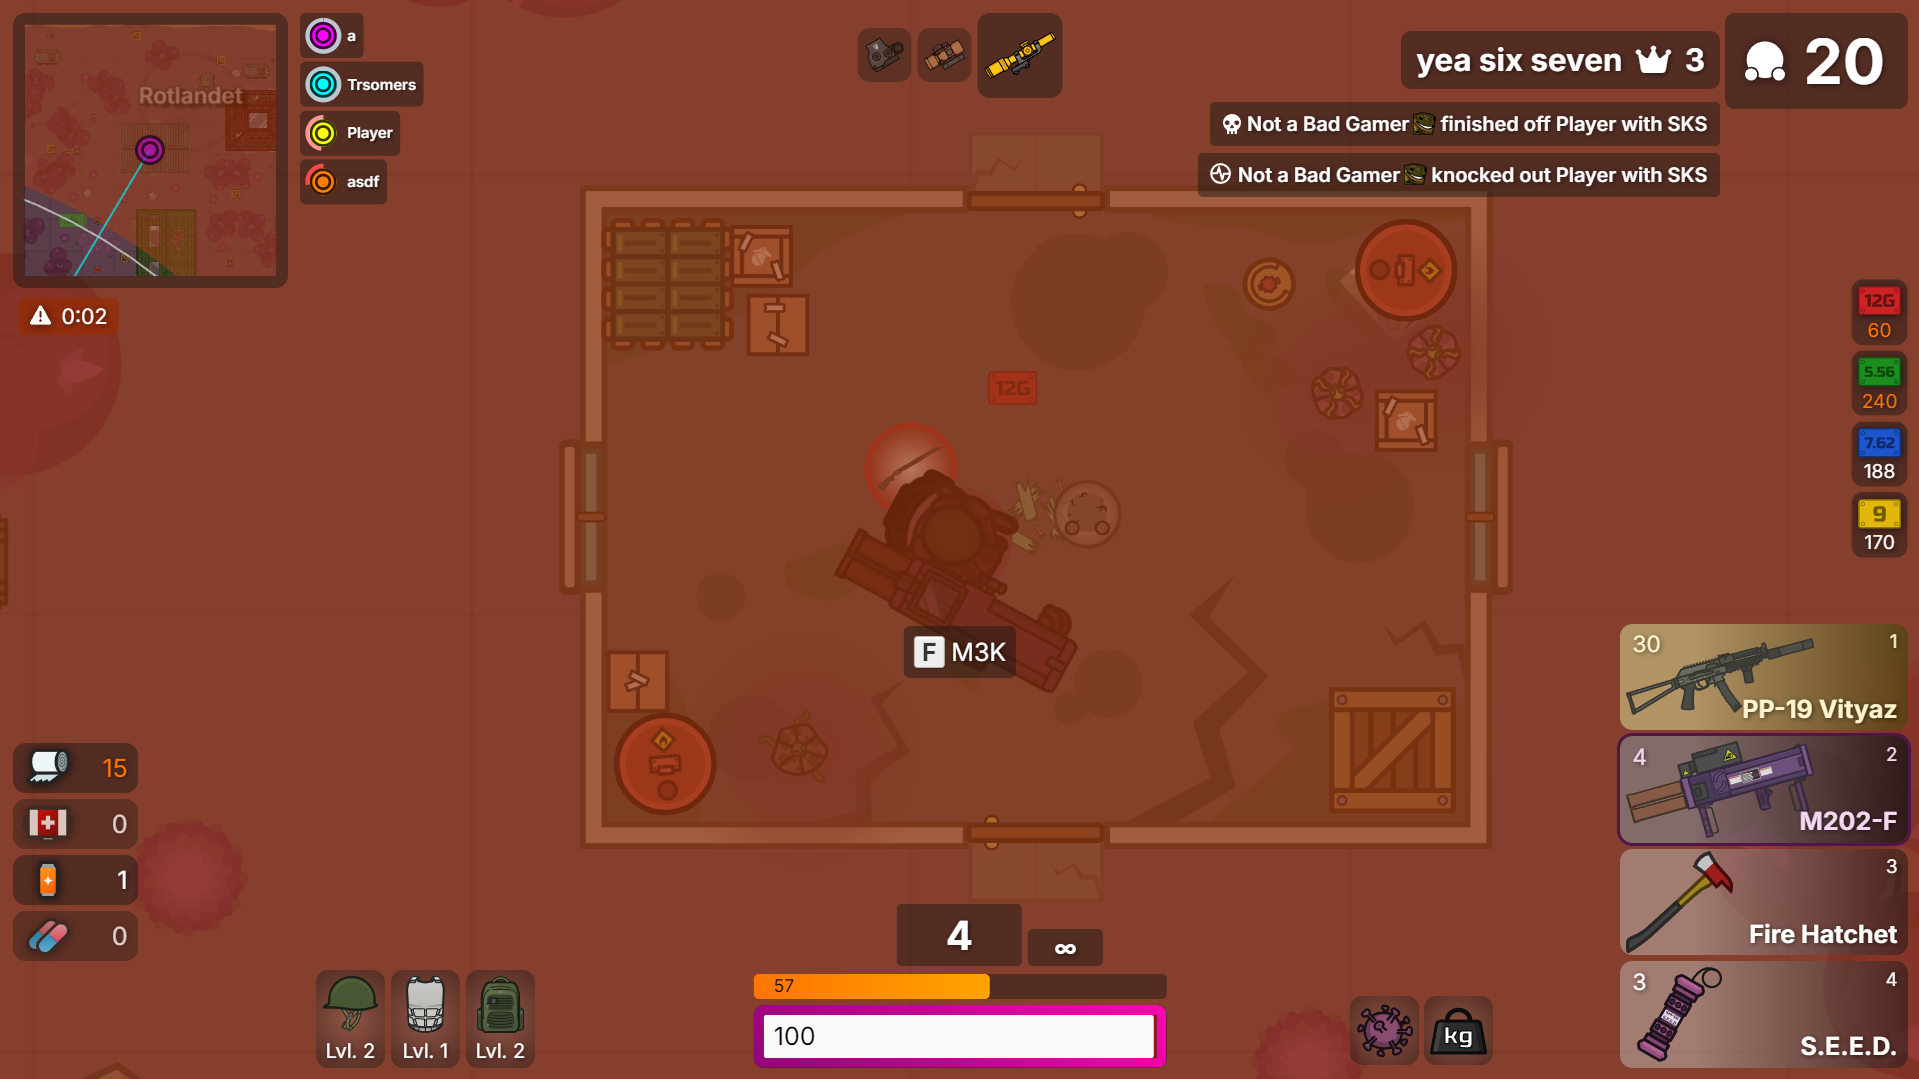 Rotlandet
a
Trsomers
Player
asdf
0:02
yea six seven 3
20
Not a Bad Gamer finished off Player with SKS
Not a Bad Gamer knocked out Player with SKS
12G
60
5.56
240
7.62
188
9
170
12G
F M3K
30 1
PP-19 Vityaz
4 2
M202-F
3
Fire Hatchet
3 4
S.E.E.D.
15
0
1
0
Lvl. 2
Lvl. 1
Lvl. 2
4
∞
57
100
kg